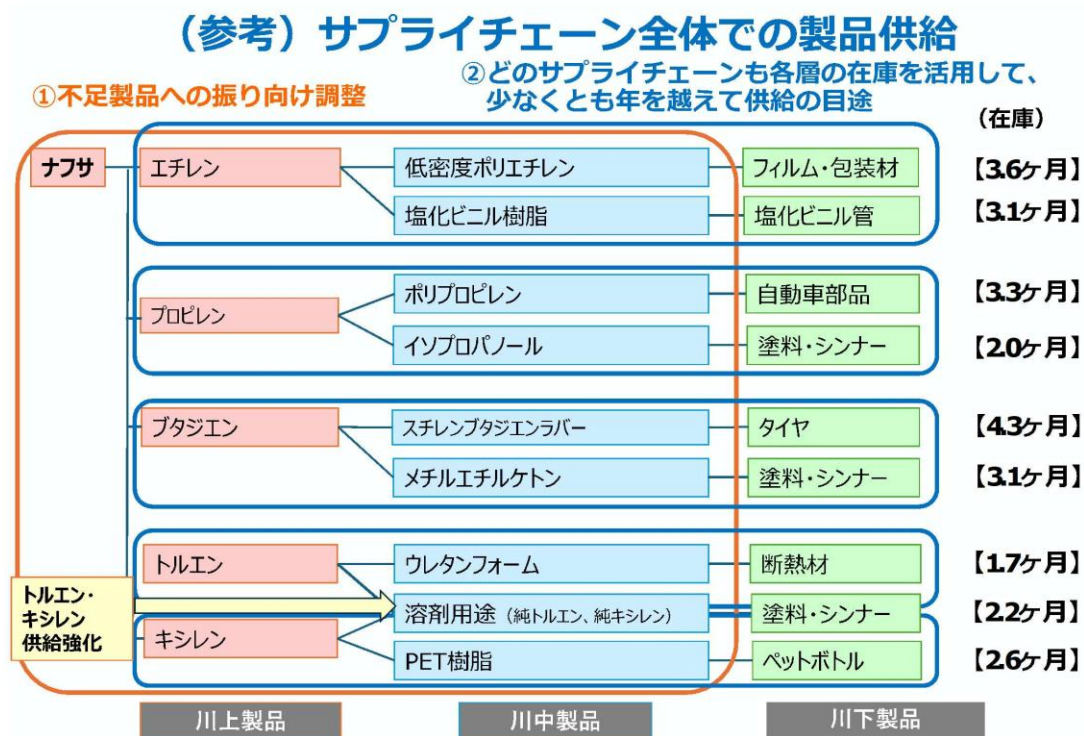 （参考）サプライチェーン全体での製品供給
①不足製品への振り向け調整
②どのサプライチェーンも各層の在庫を活用して、
少なくとも年を越えて供給の目途
（在庫）
ナフサ
エチレン
低密度ポリエチレン
フィルム・包装材
【3.6ヶ月】
塩化ビニル樹脂
塩化ビニル管
【3.1ヶ月】
プロピレン
ポリプロピレン
自動車部品
【3.3ヶ月】
イソプロパノール
塗料・シンナー
【2.0ヶ月】
ブタジエン
スチレンブタジエンラバー
タイヤ
【4.3ヶ月】
メチルエチルケトン
塗料・シンナー
【3.1ヶ月】
トルエン
ウレタンフォーム
断熱材
【1.7ヶ月】
トルエン・
キシレン
供給強化
溶剤用途（純トルエン、純キシレン）
塗料・シンナー
【2.2ヶ月】
キシレン
PET樹脂
ペットボトル
【2.6ヶ月】
川上製品
川中製品
川下製品